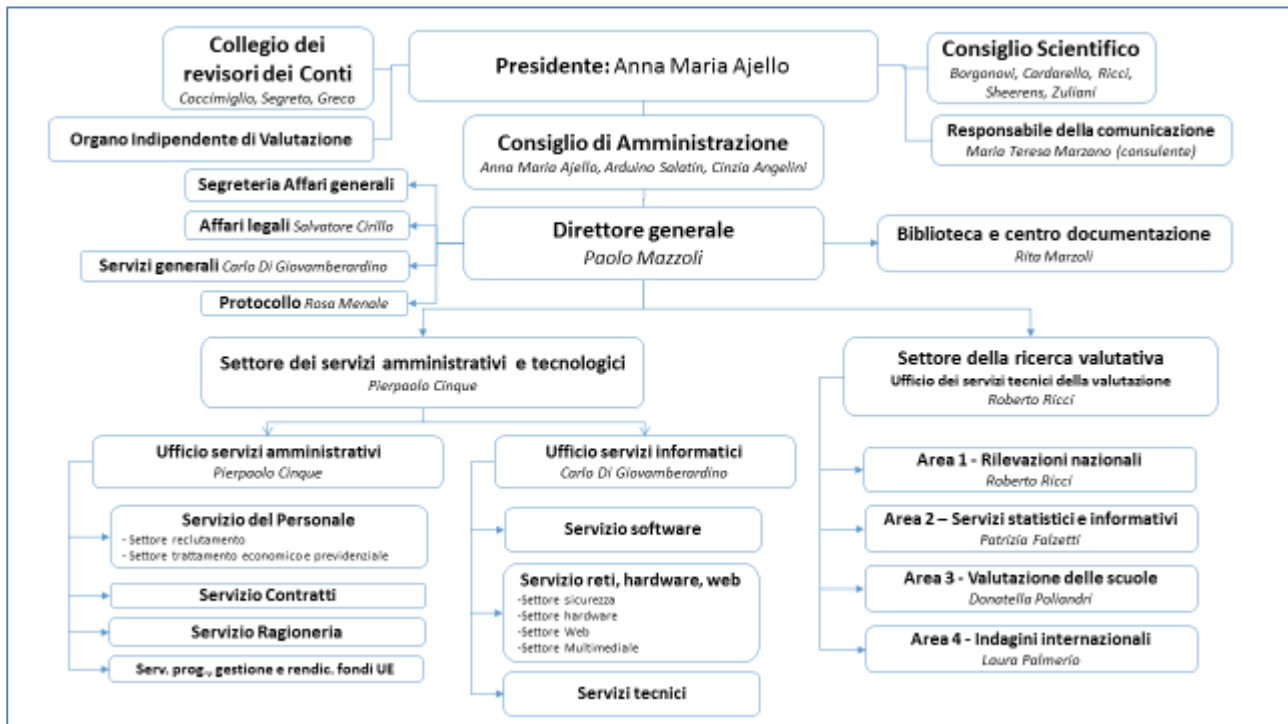 Collegio dei
revisori dei Conti
Coccimiglio, Segreto, Greco
Presidente: Anna Maria Ajello
Consiglio Scientifico
Borgonovi, Cardarello, Ricci,
Sheerens, Zuliani
Organo Indipendente di Valutazione
Consiglio di Amministrazione
Anna Maria Ajello, Arduino Salatin, Cinzia Angelini
Responsabile della comunicazione
Maria Teresa Marzano (consulente)
Segreteria Affari generali
Affari legali Salvatore Cirillo
Servizi generali Carlo Di Giovamberardino
Protocollo Rosa Menale
Direttore generale
Paolo Mazzoli
Biblioteca e centro documentazione
Rita Marzoli
Settore dei servizi amministrativi e tecnologici
Pierpaolo Cinque
Settore della ricerca valutativa
Ufficio dei servizi tecnici della valutazione
Roberto Ricci
Ufficio servizi amministrativi
Pierpaolo Cinque
Servizio del Personale
- Settore reclutamento
- Settore trattamento economico e previdenziale
Servizio Contratti
Servizio Ragioneria
Serv. prog., gestione e rendic. fondi UE
Ufficio servizi informatici
Carlo Di Giovamberardino
Servizio software
Servizio reti, hardware, web
-Settore sicurezza
-Settore hardware
-Settore Web
-Settore Multimediale
Servizi tecnici
Area 1 - Rilevazioni nazionali
Roberto Ricci
Area 2 – Servizi statistici e informativi
Patrizia Falzetti
Area 3 - Valutazione delle scuole
Donatella Poliandri
Area 4 - Indagini internazionali
Laura Palmerio